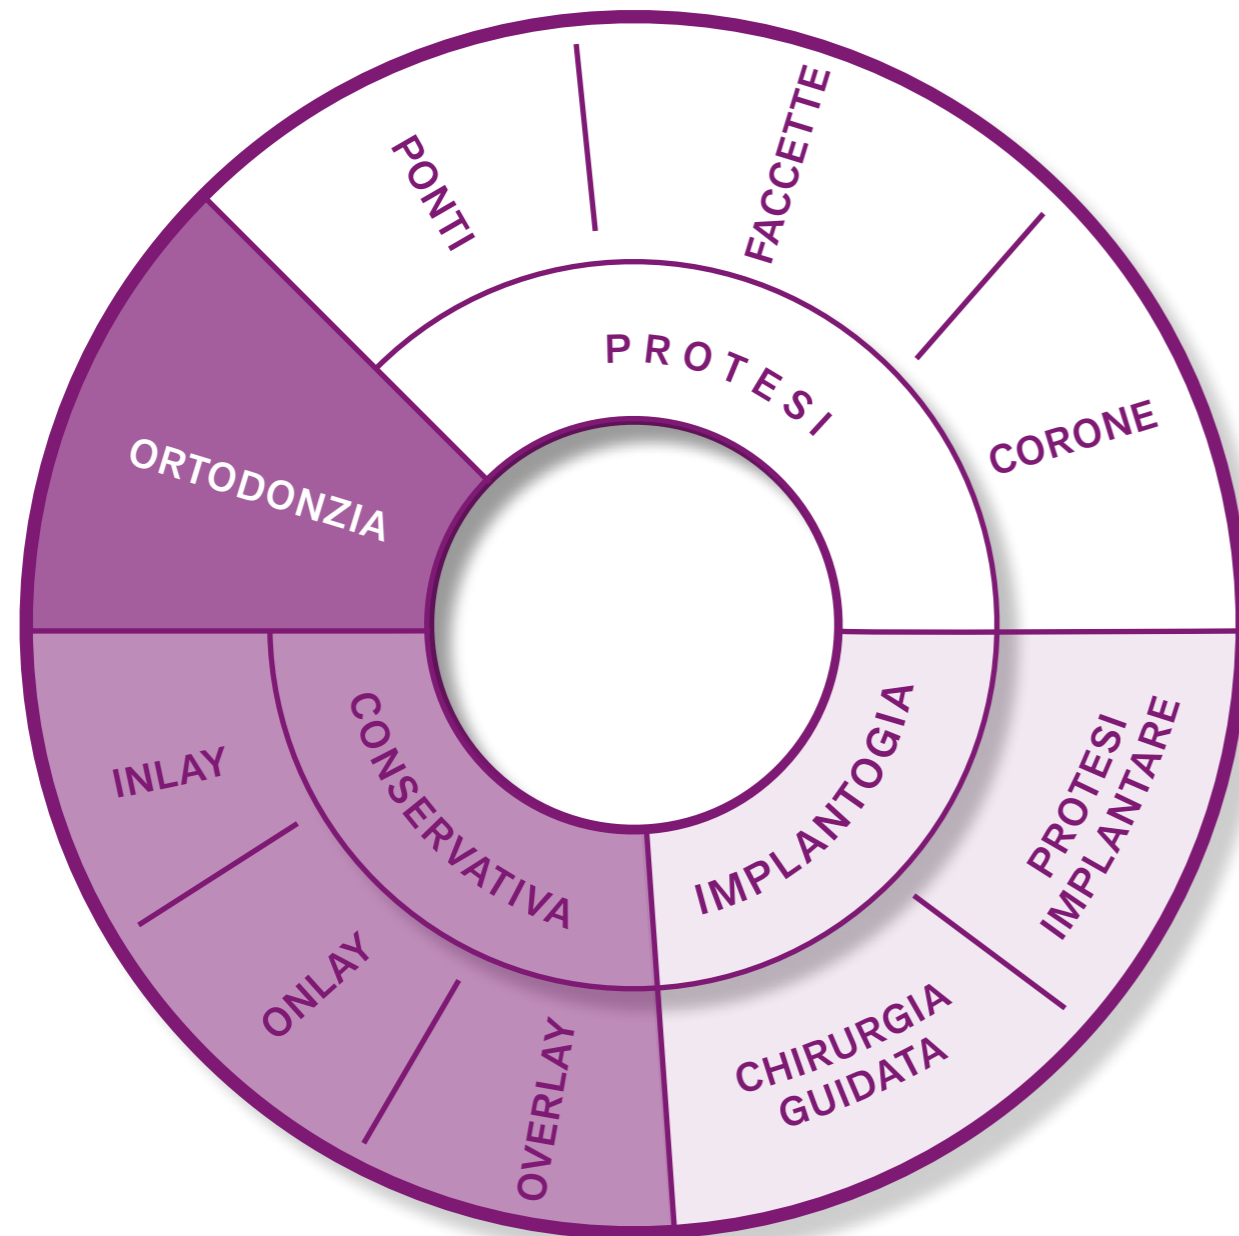 PONTI
FACCETTE
CORONE
PROTESI
ORTODONZIA
CONSERVATIVA
INLAY
ONLAY
OVERLAY
IMPLANTOGIA
PROTESI
IMPLANTARE
CHIRURGIA
GUIDATA